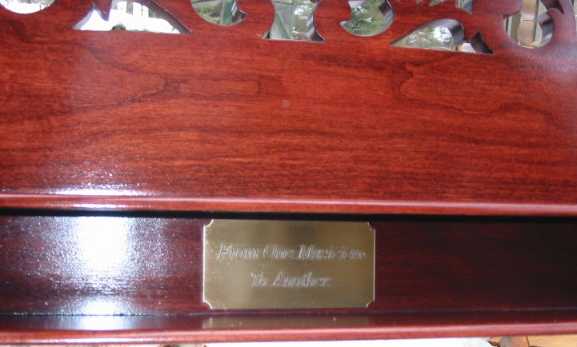 From One Musician
To Another